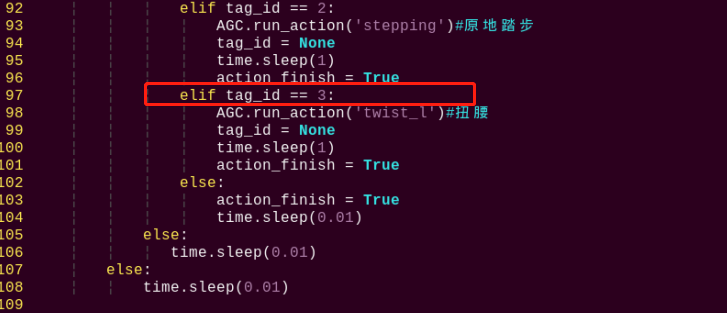 92 elif tag_id == 2:
93 AGC.run_action('stepping')#原地踏步
94 tag_id = None
95 time.sleep(1)
96 action_finish = True
97 elif tag_id == 3:
98 AGC.run_action('twist_l')#扭腰
99 tag_id = None
100 time.sleep(1)
101 action_finish = True
102 else:
103 action_finish = True
104 time.sleep(0.01)
105 else:
106 time.sleep(0.01)
107 else:
108 time.sleep(0.01)
109